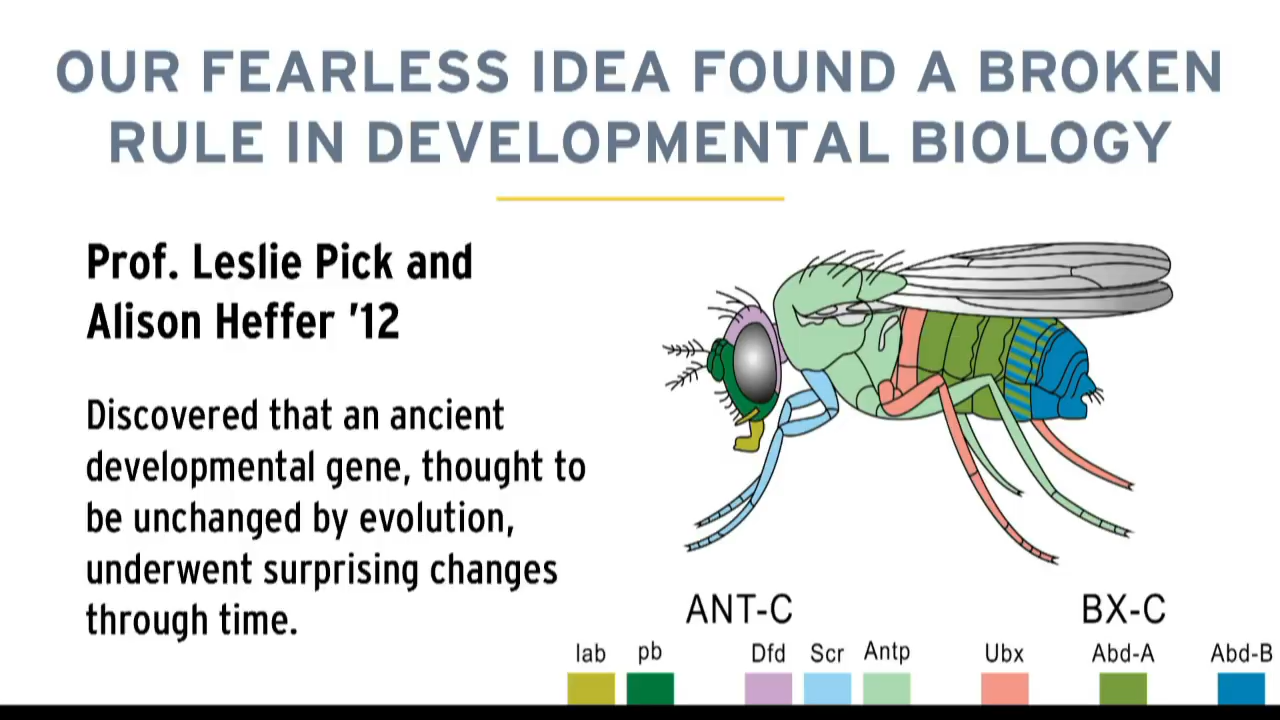 OUR FEARLESS IDEA FOUND A BROKEN
RULE IN DEVELOPMENTAL BIOLOGY
Prof. Leslie Pick and
Alison Heffer '12
Discovered that an ancient
developmental gene, thought to
be unchanged by evolution,
underwent surprising changes
through time.
ANT-C BX-C
lab pb Dfd Scr Antp Ubx Abd-A Abd-B